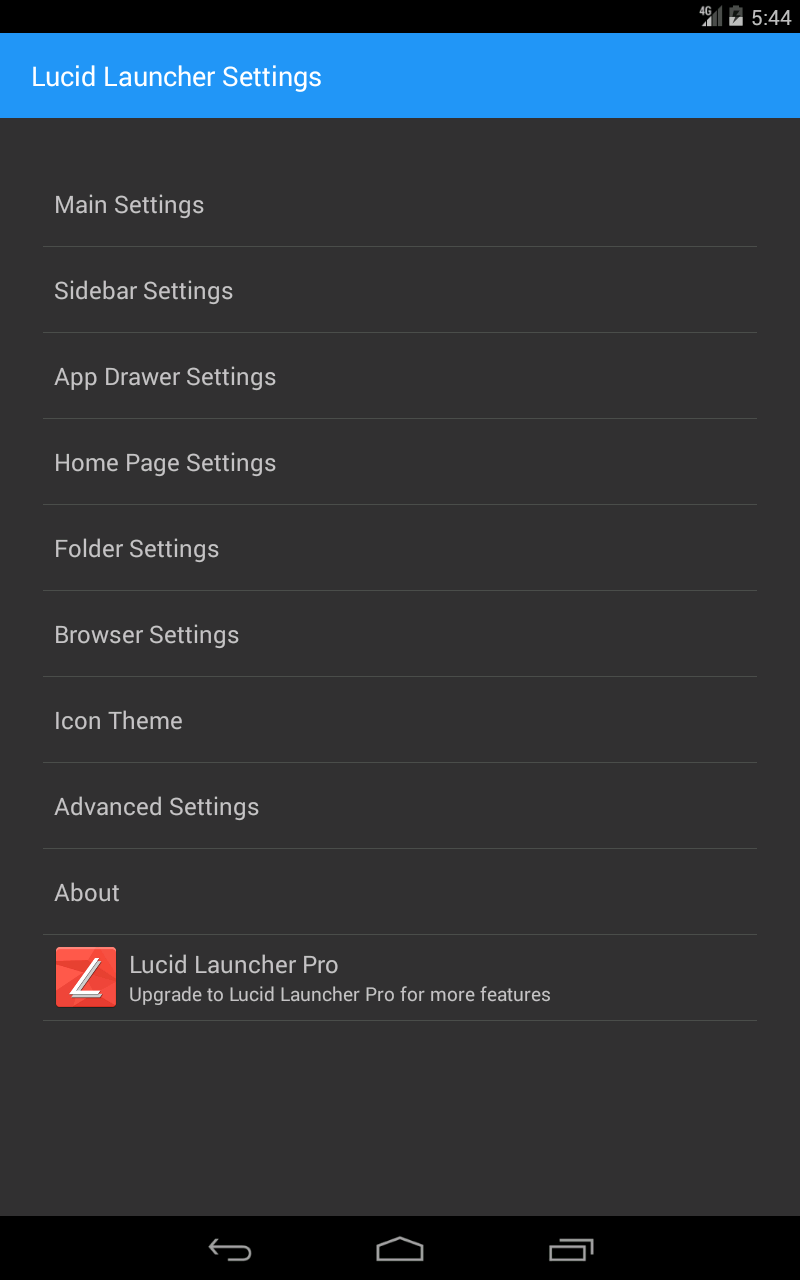 4G 5:44
Lucid Launcher Settings
Main Settings
Sidebar Settings
App Drawer Settings
Home Page Settings
Folder Settings
Browser Settings
Icon Theme
Advanced Settings
About
Lucid Launcher Pro
Upgrade to Lucid Launcher Pro for more features